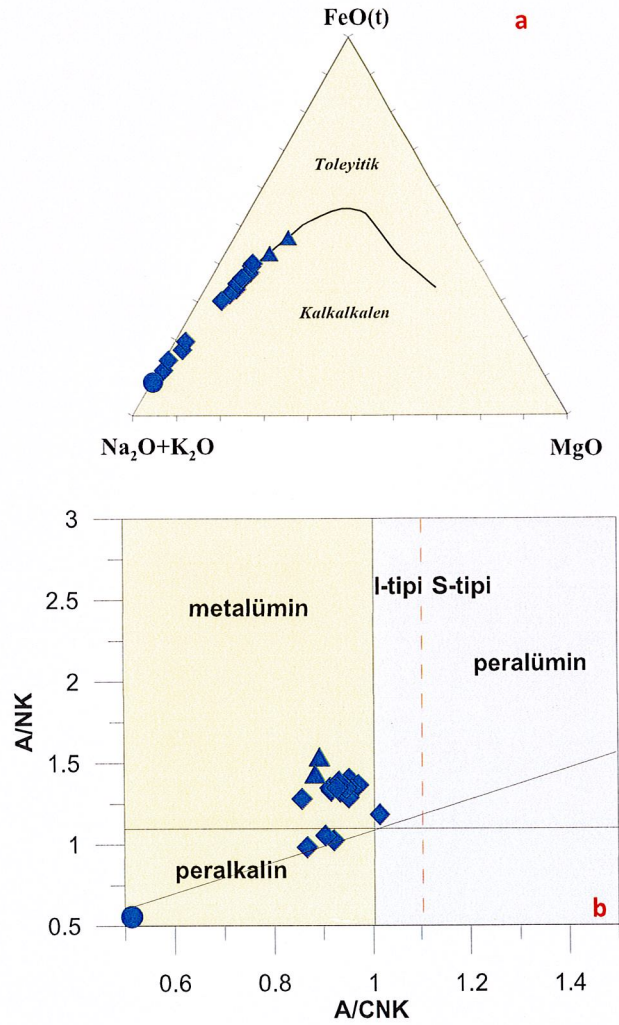 FeO(t)
a
Toleyitik
Kalkalkalen
Na₂O+K₂O
MgO
3
2.5
2
1.5
1
0.5
A/NK
metalümin
I-tipi S-tipi
peralümin
peralkalin
b
0.6
0.8
1
1.2
1.4
A/CNK